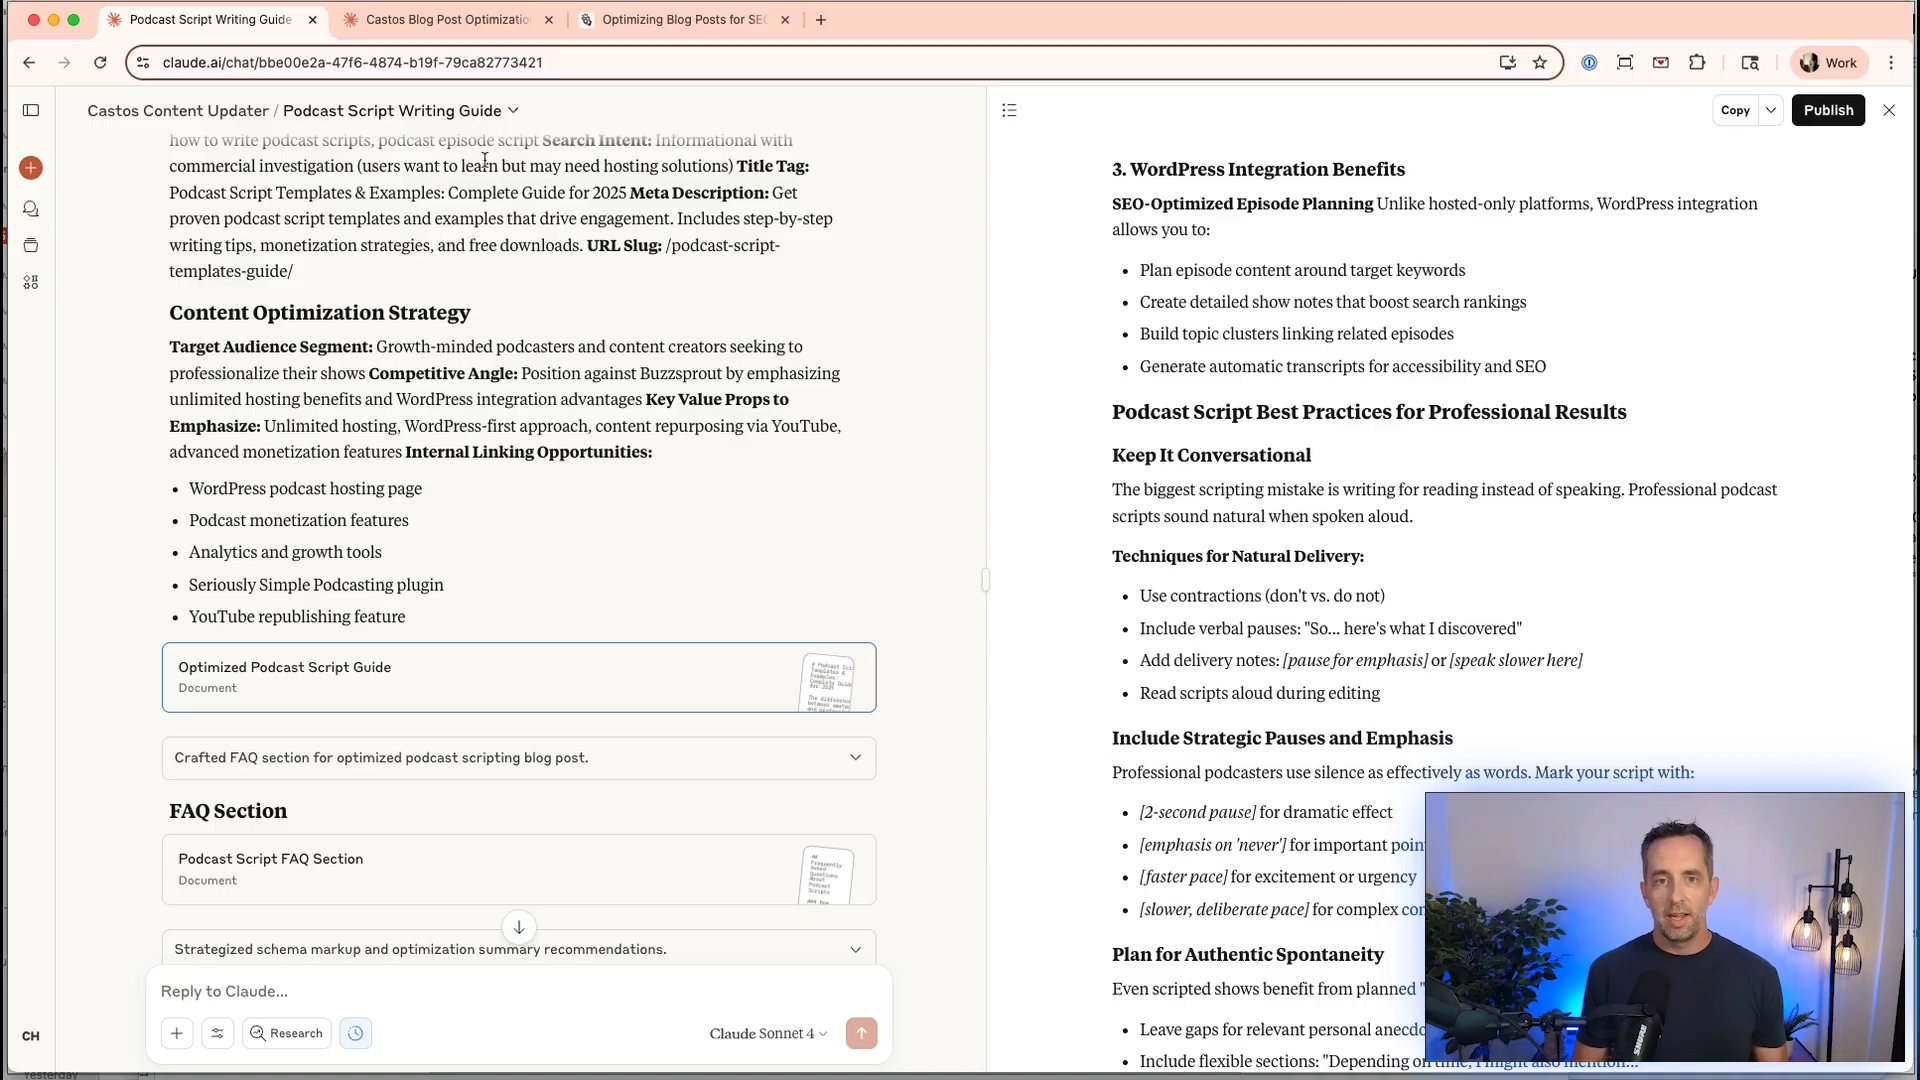 Podcast Script Writing Guide
Castos Blog Post Optimizatio
Optimizing Blog Posts for SEO
claude.ai/chat/bbe00e2a-47f6-4874-b19f-79ca82773421
Work
Castos Content Updater / Podcast Script Writing Guide
how to write podcast scripts, podcast episode script Search Intent: Informational with
commercial investigation (users want to learn but may need hosting solutions) Title Tag:
Podcast Script Templates & Examples: Complete Guide for 2025 Meta Description: Get
proven podcast script templates and examples that drive engagement. Includes step-by-step
writing tips, monetization strategies, and free downloads. URL Slug: /podcast-script-
templates-guide/
Content Optimization Strategy
Target Audience Segment: Growth-minded podcasters and content creators seeking to
professionalize their shows Competitive Angle: Position against Buzzsprout by emphasizing
unlimited hosting benefits and WordPress integration advantages Key Value Props to
Emphasize: Unlimited hosting, WordPress-first approach, content repurposing via YouTube,
advanced monetization features Internal Linking Opportunities:
• WordPress podcast hosting page
• Podcast monetization features
• Analytics and growth tools
• Seriously Simple Podcasting plugin
• YouTube republishing feature
Optimized Podcast Script Guide
Document
Crafted FAQ section for optimized podcast scripting blog post.
FAQ Section
Podcast Script FAQ Section
Document
Strategized schema markup and optimization summary recommendations.
Reply to Claude...
Research
Claude Sonnet 4
CH
Yesterday
Copy
Publish
3. WordPress Integration Benefits
SEO-Optimized Episode Planning Unlike hosted-only platforms, WordPress integration
allows you to:
• Plan episode content around target keywords
• Create detailed show notes that boost search rankings
• Build topic clusters linking related episodes
• Generate automatic transcripts for accessibility and SEO
Podcast Script Best Practices for Professional Results
Keep It Conversational
The biggest scripting mistake is writing for reading instead of speaking. Professional podcast
scripts sound natural when spoken aloud.
Techniques for Natural Delivery:
• Use contractions (don't vs. do not)
• Include verbal pauses: "So... here's what I discovered"
• Add delivery notes: [pause for emphasis] or [speak slower here]
• Read scripts aloud during editing
Include Strategic Pauses and Emphasis
Professional podcasters use silence as effectively as words. Mark your script with:
• [2-second pause] for dramatic effect
• [emphasis on 'never'] for important poin
• [faster pace] for excitement or urgency
• [slower, deliberate pace] for complex con
Plan for Authentic Spontaneity
Even scripted shows benefit from planned "
• Leave gaps for relevant personal anecdo
• Include flexible sections: "Depending on time, I might also mention..."
SHURE